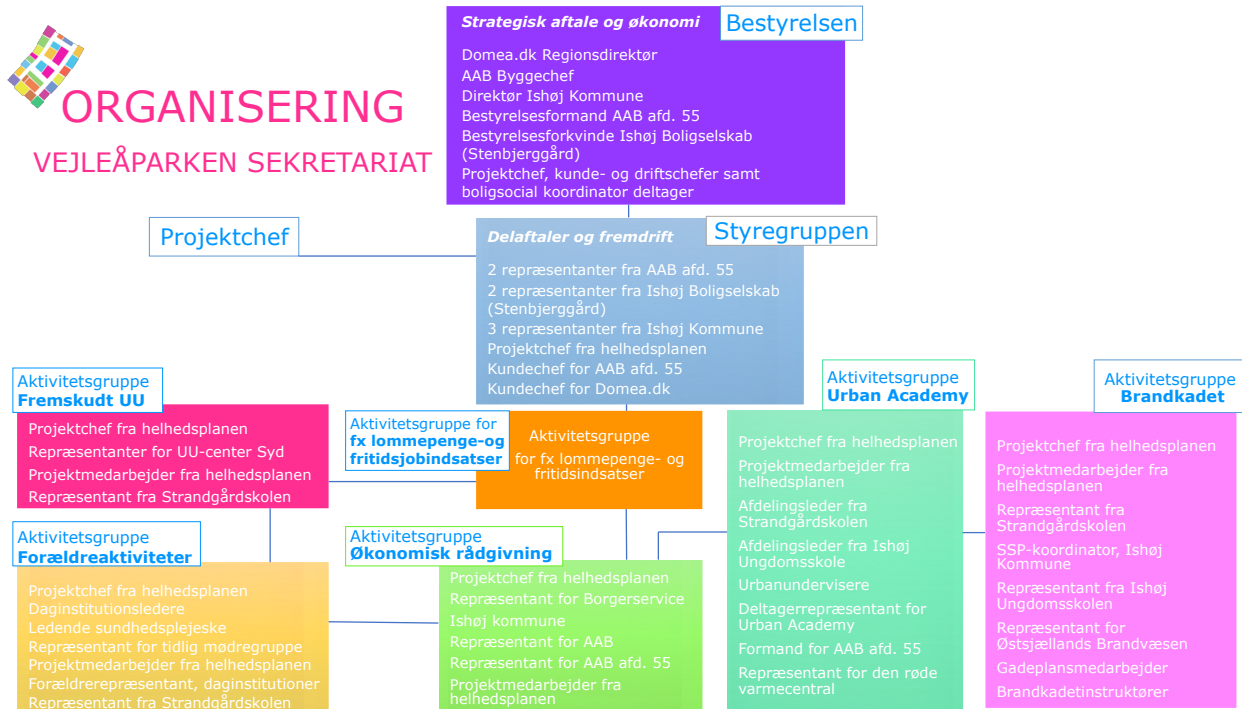 ORGANISERING
VEJLEÅPARKEN SEKRETARIAT
Bestyrelsen
Strategisk aftale og økonomi
Domea.dk Regionsdirektør
AAB Byggechef
Direktør Ishøj Kommune
Bestyrelsesformand AAB afd. 55
Bestyrelsesforkvinde Ishøj Boligselskab
(Stenbjerggård)
Projektchef, kunde- og driftschefer samt
boligsocial koordinator deltager
Projektchef
Styregruppen
Delaftaler og fremdrift
2 repræsentanter fra AAB afd. 55
2 repræsentanter fra Ishøj Boligselskab
(Stenbjerggård)
3 repræsentanter fra Ishøj Kommune
Projektchef fra helhedsplanen
Kundechef for AAB afd. 55
Kundechef for Domea.dk
Aktivitetsgruppe
Fremskudt UU
Projektchef fra helhedsplanen
Repræsentanter for UU-center Syd
Projektmedarbejder fra helhedsplanen
Repræsentant fra Strandgårdskolen
Aktivitetsgruppe for
fx lommepenge-og
fritidsjobindsatser
Aktivitetsgruppe
for fx lommepenge- og
fritidsindsatser
Aktivitetsgruppe
Forældreaktiviteter
Projektchef fra helhedsplanen
Daginstitutionsledere
Ledende sundhedsplejeske
Repræsentant for tidlig mødregruppe
Projektmedarbejder fra helhedsplanen
Forældrerepræsentant, daginstitutioner
Repræsentant fra Strandgårdskolen
Aktivitetsgruppe
Økonomisk rådgivning
Projektchef fra helhedsplanen
Repræsentant for Borgerservice
Ishøj kommune
Repræsentant for AAB
Repræsentant for AAB afd. 55
Projektmedarbejder fra
helhedsplanen
Aktivitetsgruppe
Urban Academy
Projektchef fra helhedsplanen
Projektmedarbejder fra
helhedsplanen
Afdelingsleder fra
Strandgårdskolen
Afdelingsleder fra Ishøj
Ungdomsskole
Urbanundervisere
Deltagerrepræsentant for
Urban Academy
Formand for AAB afd. 55
Repræsentant for den røde
varmecentral
Aktivitetsgruppe
Brandkadet
Projektchef fra helhedsplanen
Projektmedarbejder fra
helhedsplanen
Repræsentant fra
Strandgårdskolen
SSP-koordinator, Ishøj
Kommune
Repræsentant fra Ishøj
Ungdomsskolen
Repræsentant for
Østsjællands Brandvæsen
Gadeplansmedarbejder
Brandkadetinstruktører